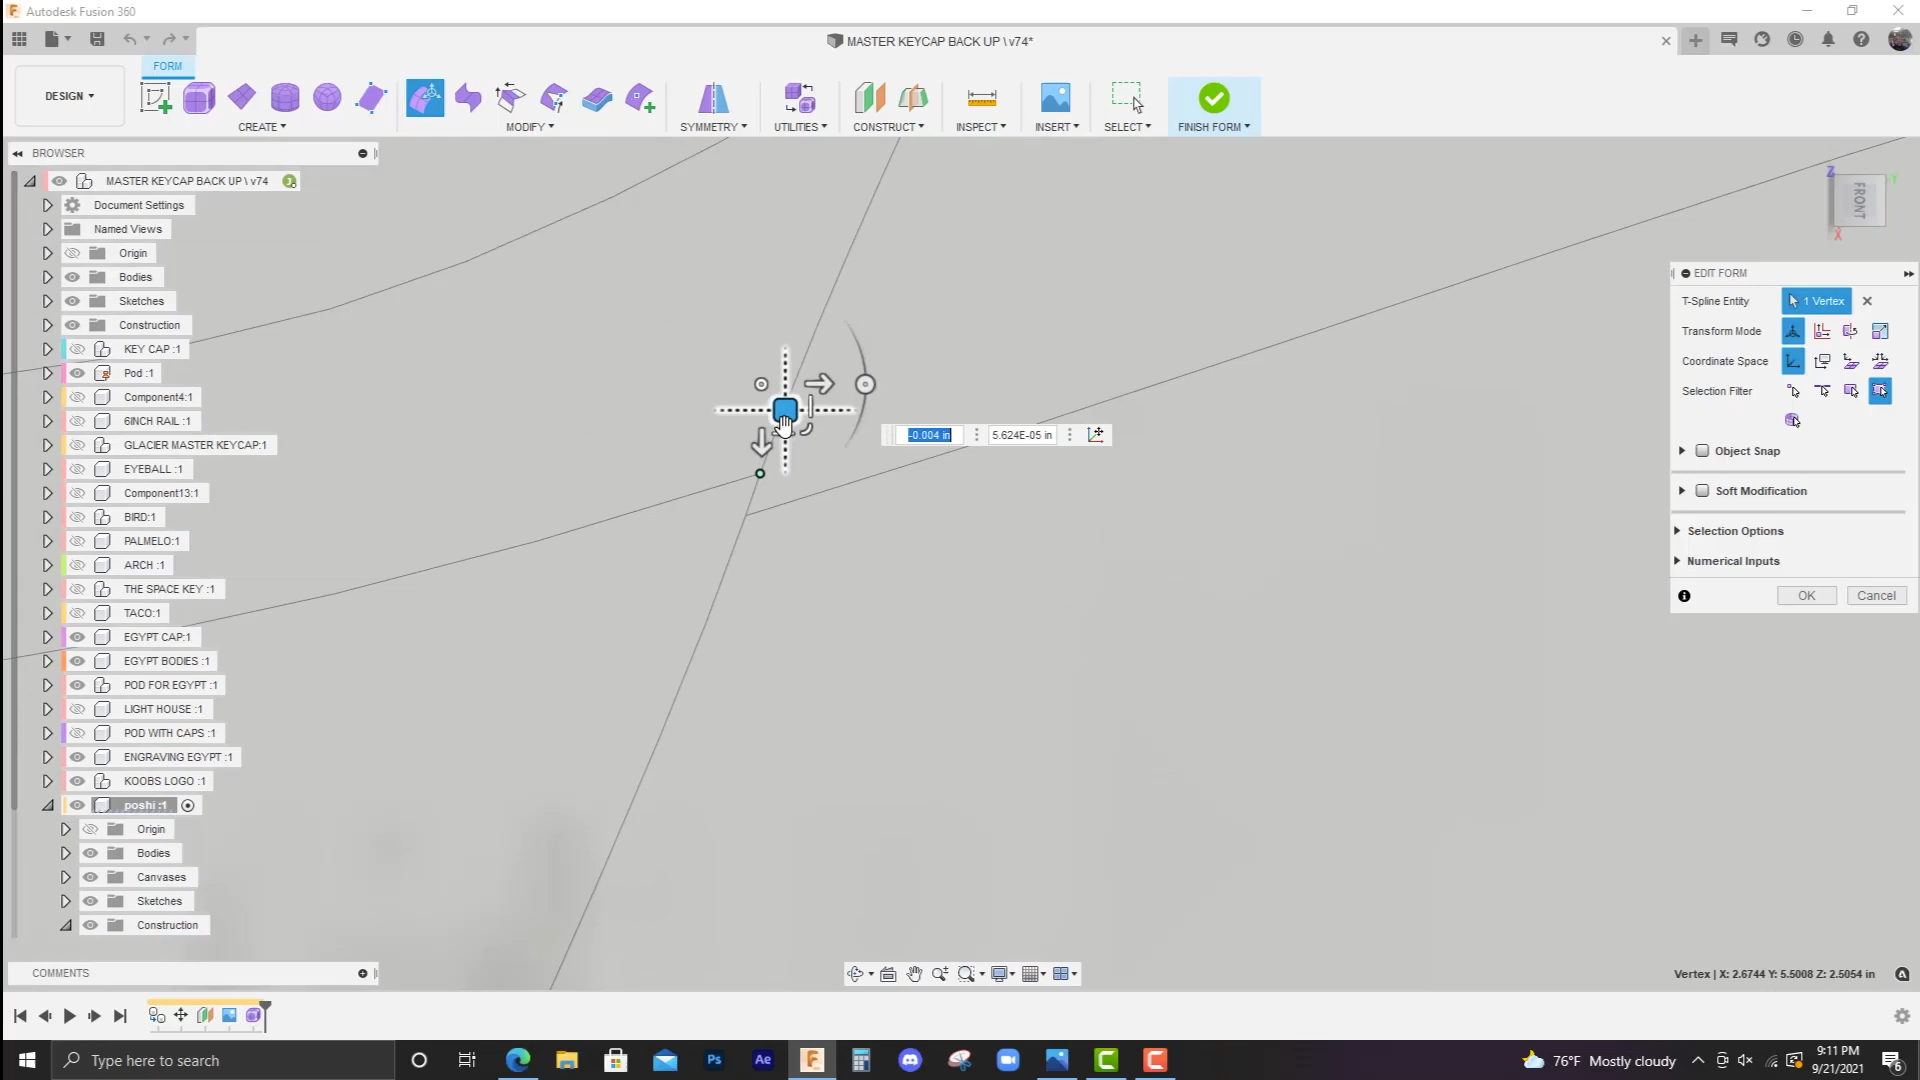 Autodesk Fusion 360
MASTER KEYCAP BACK UP \ v74*
FORM
DESIGN
CREATE
MODIFY
SYMMETRY
UTILITIES
CONSTRUCT
INSPECT
INSERT
SELECT
FINISH FORM
BROWSER
MASTER KEYCAP BACK UP \ v74
Document Settings
Named Views
Origin
Bodies
Sketches
Construction
KEY CAP :1
Pod :1
Component4:1
6INCH RAIL :1
GLACIER MASTER KEYCAP:1
EYEBALL :1
Component13:1
BIRD:1
PALMELO:1
ARCH :1
THE SPACE KEY :1
TACO:1
EGYPT CAP:1
EGYPT BODIES :1
POD FOR EGYPT :1
LIGHT HOUSE :1
POD WITH CAPS :1
ENGRAVING EGYPT :1
KOOBS LOGO :1
poshi :1
Origin
Bodies
Canvases
Sketches
Construction
COMMENTS
-0.004 in
5.624E-05 in
Z
Y
FRONT
X
EDIT FORM
T-Spline Entity
1 Vertex
Transform Mode
Coordinate Space
Selection Filter
Object Snap
Soft Modification
Selection Options
Numerical Inputs
OK
Cancel
Vertex | X: 2.6744 Y: 5.5008 Z: 2.5054 in
Type here to search
Ps
Ae
76°F Mostly cloudy
9:11 PM
9/21/2021
6